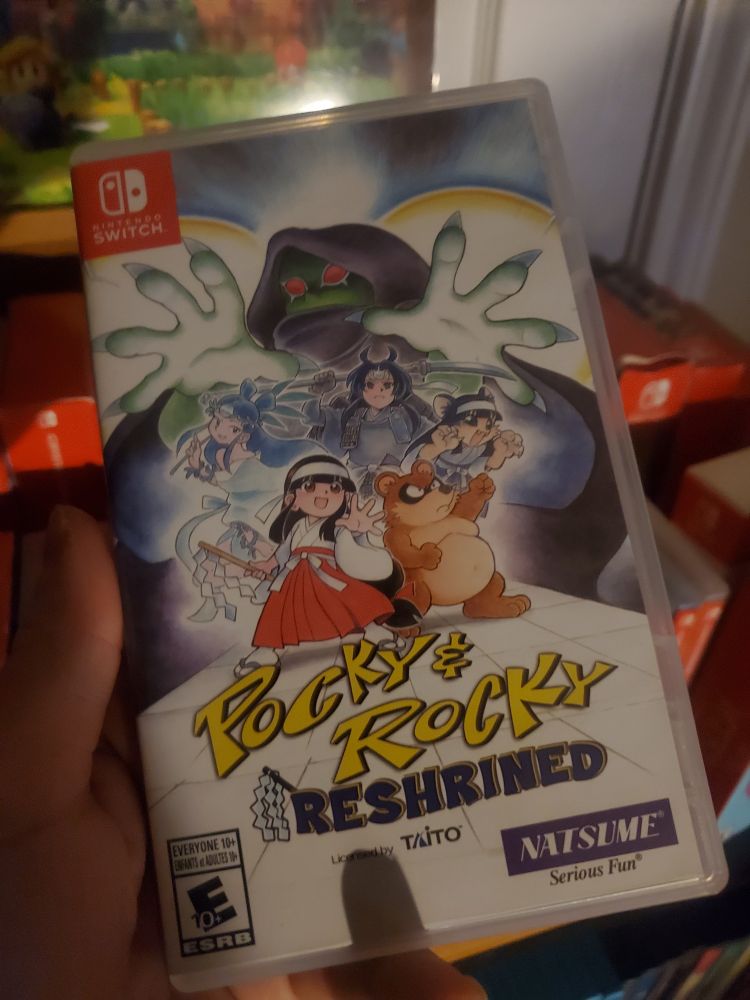 NINTENDO
SWITCH
POCKY &
ROCKY
RESHRINED
Licensed by TAITO
NATSUME®
Serious Fun®
EVERYONE 10+
ENFANTS et ADULTES 10+
E
10+
ESRB